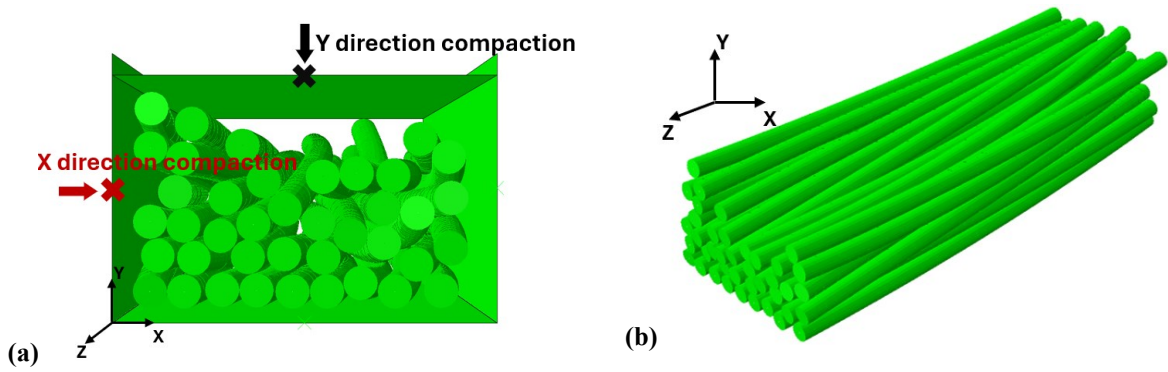 Y direction compaction
X direction compaction
Y
X
Z
(a)
Y
X
Z
(b)